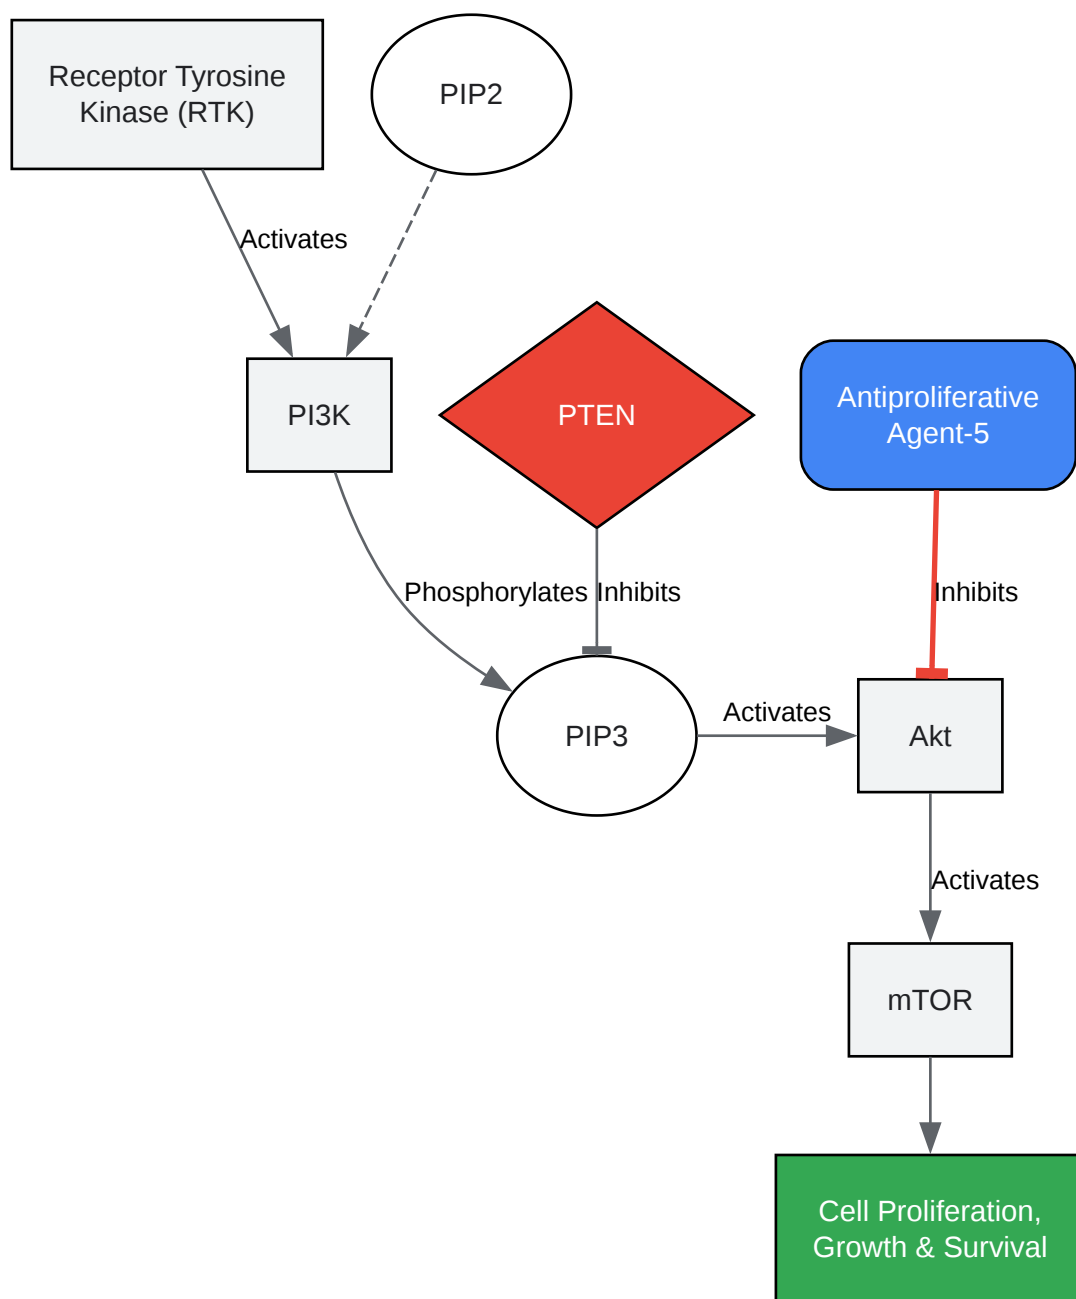 Receptor Tyrosine
Kinase (RTK)
PIP2
Activates
PI3K
PTEN
Antiproliferative
Agent-5
Phosphorylates
Inhibits
Inhibits
PIP3
Activates
Akt
Activates
mTOR
Cell Proliferation,
Growth & Survival